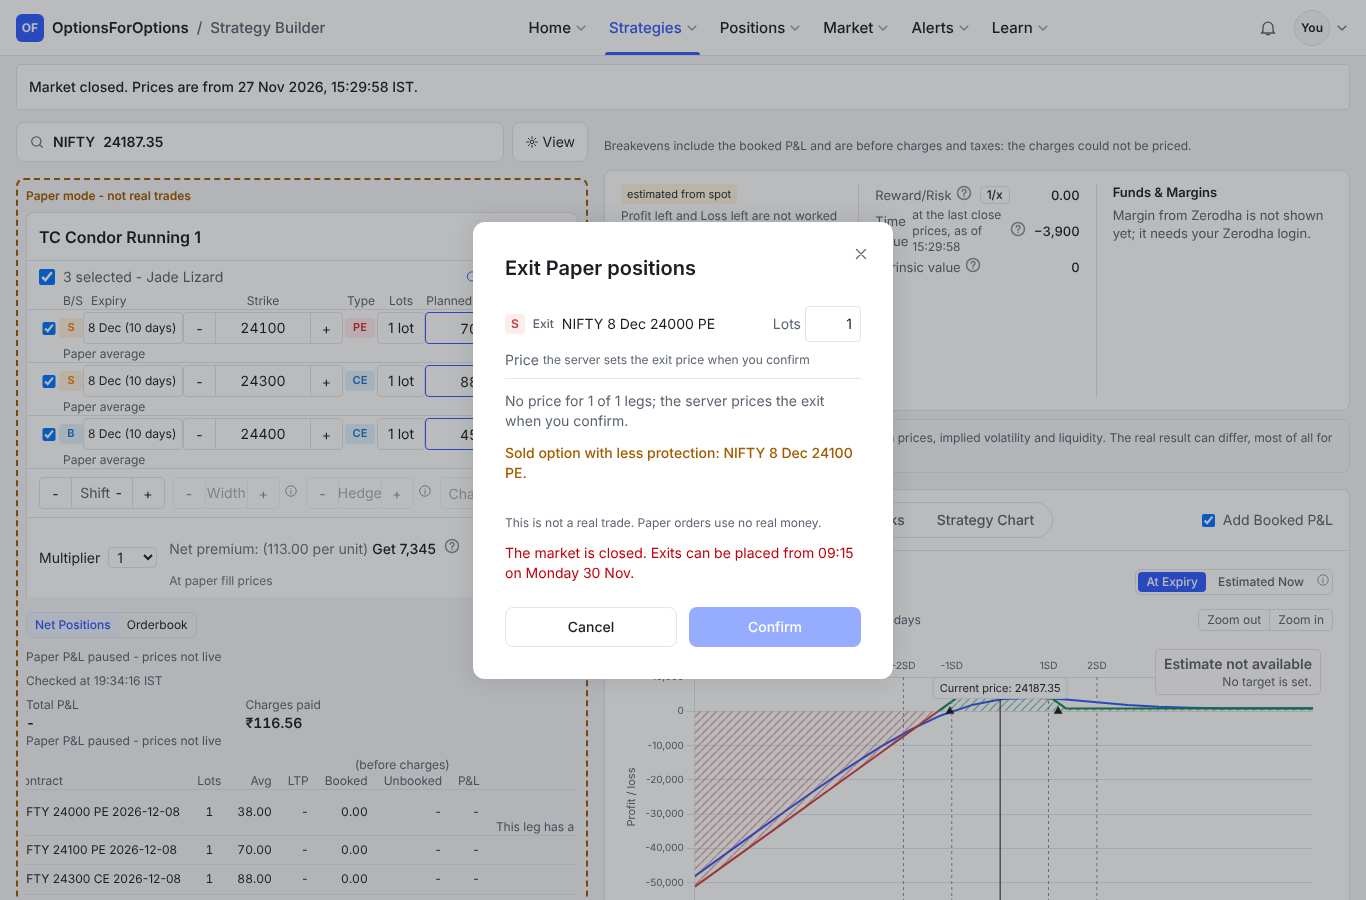 OF OptionsForOptions / Strategy Builder
Home Strategies Positions Market Alerts Learn
You
Market closed. Prices are from 27 Nov 2026, 15:29:58 IST.
NIFTY 24187.35
View
Breakevens include the booked P&L and are before charges and taxes: the charges could not be priced.
Paper mode - not real trades
TC Condor Running 1
3 selected - Jade Lizard
B/S Expiry Strike Type Lots Planned
S 8 Dec (10 days) - 24100 + PE 1 lot
Paper average
S 8 Dec (10 days) - 24300 + CE 1 lot
Paper average
B 8 Dec (10 days) - 24400 + CE 1 lot
Paper average
- Shift - + - Width + - Hedge +
Multiplier 1 Net premium: (113.00 per unit) Get 7,345
At paper fill prices
Net Positions Orderbook
Paper P&L paused - prices not live
Checked at 19:34:16 IST
Total P&L Charges paid
- ₹116.56
Paper P&L paused - prices not live
(before charges)
ontract Lots Avg LTP Booked Unbooked P&L
FTY 24000 PE 2026-12-08 1 38.00 - 0.00 - -
This leg has a
FTY 24100 PE 2026-12-08 1 70.00 - 0.00 - -
FTY 24300 CE 2026-12-08 1 88.00 - 0.00 - -
estimated from spot
Profit left and Loss left are not worked
Reward/Risk 1/x 0.00
Time
at the last close
prices, as of
15:29:58
−3,900
rinsic value 0
Funds & Margins
Margin from Zerodha is not shown
yet; it needs your Zerodha login.
prices, implied volatility and liquidity. The real result can differ, most of all for
Exit Paper positions
S Exit NIFTY 8 Dec 24000 PE Lots 1
Price the server sets the exit price when you confirm
No price for 1 of 1 legs; the server prices the exit
when you confirm.
Sold option with less protection: NIFTY 8 Dec 24100
PE.
This is not a real trade. Paper orders use no real money.
The market is closed. Exits can be placed from 09:15
on Monday 30 Nov.
Cancel Confirm
Strategy Chart
Add Booked P&L
At Expiry Estimated Now
days
Zoom out Zoom in
-2SD -1SD 1SD 2SD
Estimate not available
No target is set.
Current price: 24187.35
0
-10,000
-20,000
-30,000
-40,000
-50,000
Profit / loss